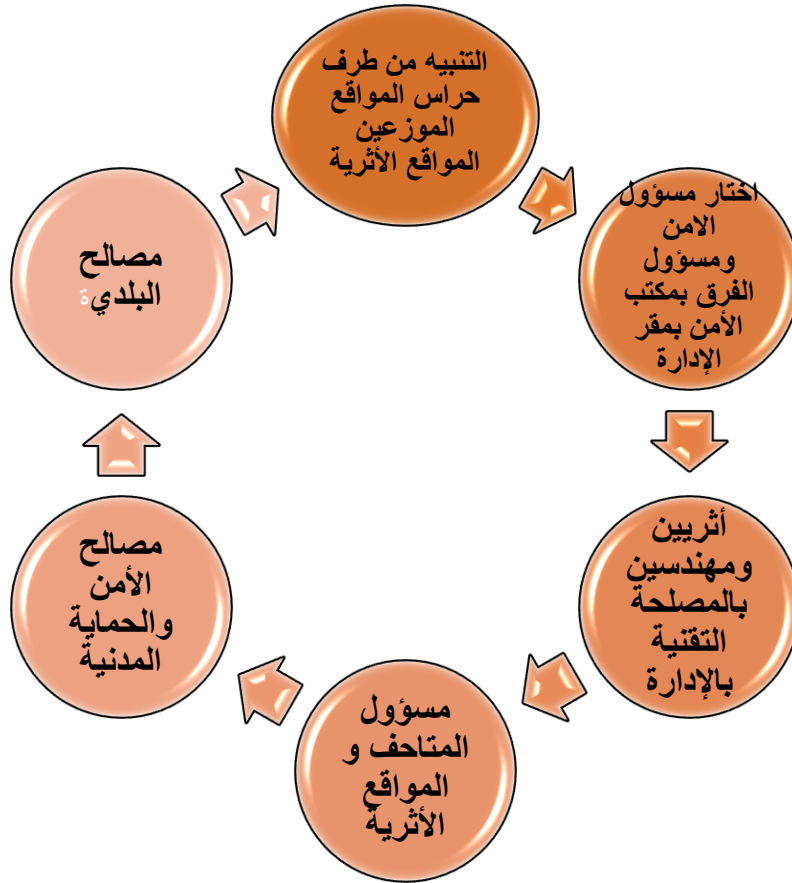 التنبيه من طرف
حراس المواقع
الموزعين
المواقع الأثرية
اختار مسؤول
الامن
ومسؤول
الفرق بمكتب
الأمن بمقر
الإدارة
أثريين
ومهندسين
بالمصلحة
التقنية
بالإدارة
مسؤول
المتاحف و
المواقع
الأثرية
مصالح
الأمن
والحماية
المدنية
مصالح
البلدية